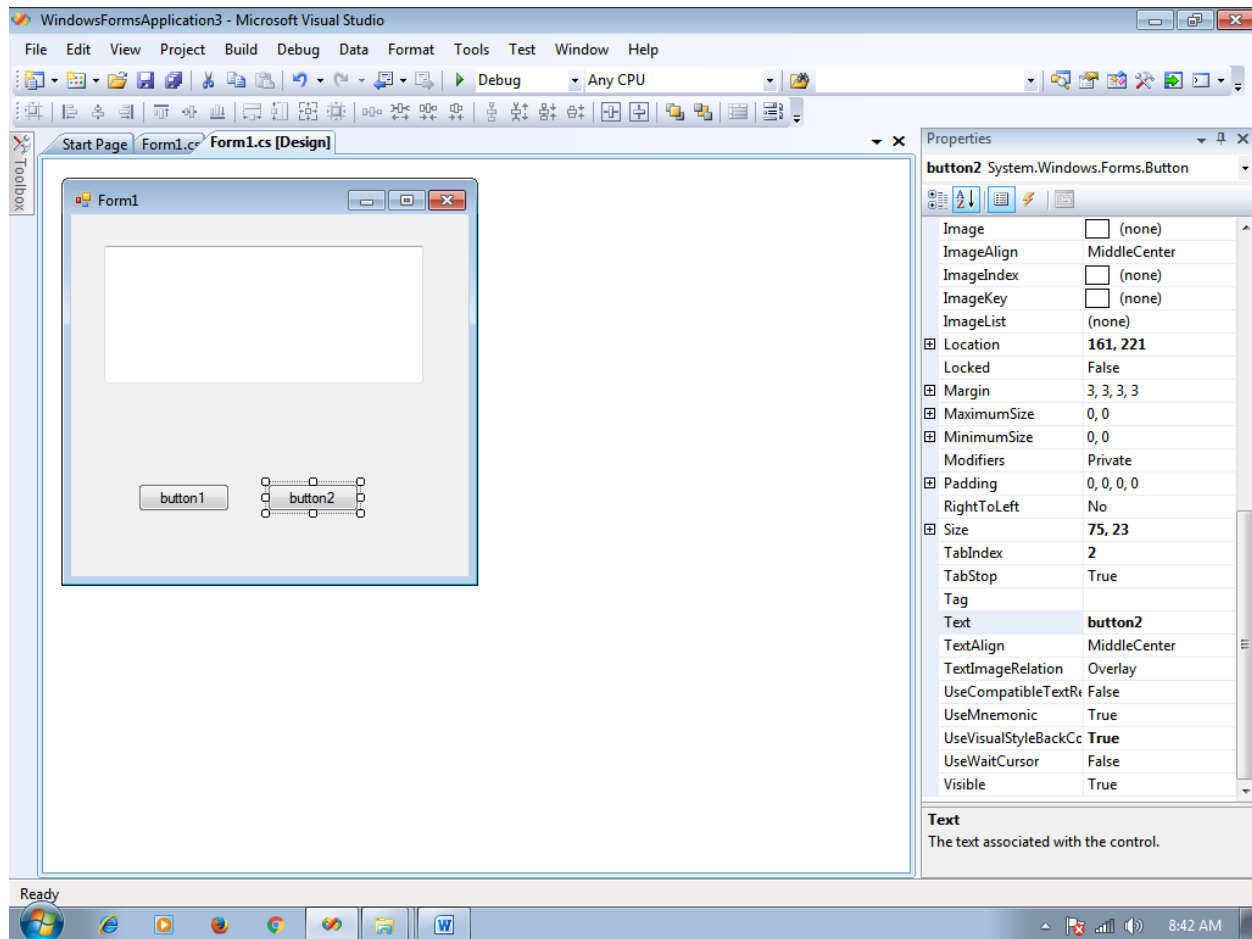 WindowsFormsApplication3 - Microsoft Visual Studio
File Edit View Project Build Debug Data Format Tools Test Window Help
Debug Any CPU
Toolbox
Start Page Form1.cs Form1.cs [Design]
Form1
button1 button2
Properties
button2 System.Windows.Forms.Button
Image (none)
ImageAlign MiddleCenter
ImageIndex (none)
ImageKey (none)
ImageList (none)
Location 161, 221
Locked False
Margin 3, 3, 3, 3
MaximumSize 0, 0
MinimumSize 0, 0
Modifiers Private
Padding 0, 0, 0, 0
RightToLeft No
Size 75, 23
TabIndex 2
TabStop True
Tag
Text button2
TextAlign MiddleCenter
TextImageRelation Overlay
UseCompatibleTextRe False
UseMnemonic True
UseVisualStyleBackCo True
UseWaitCursor False
Visible True
Text
The text associated with the control.
Ready
8:42 AM